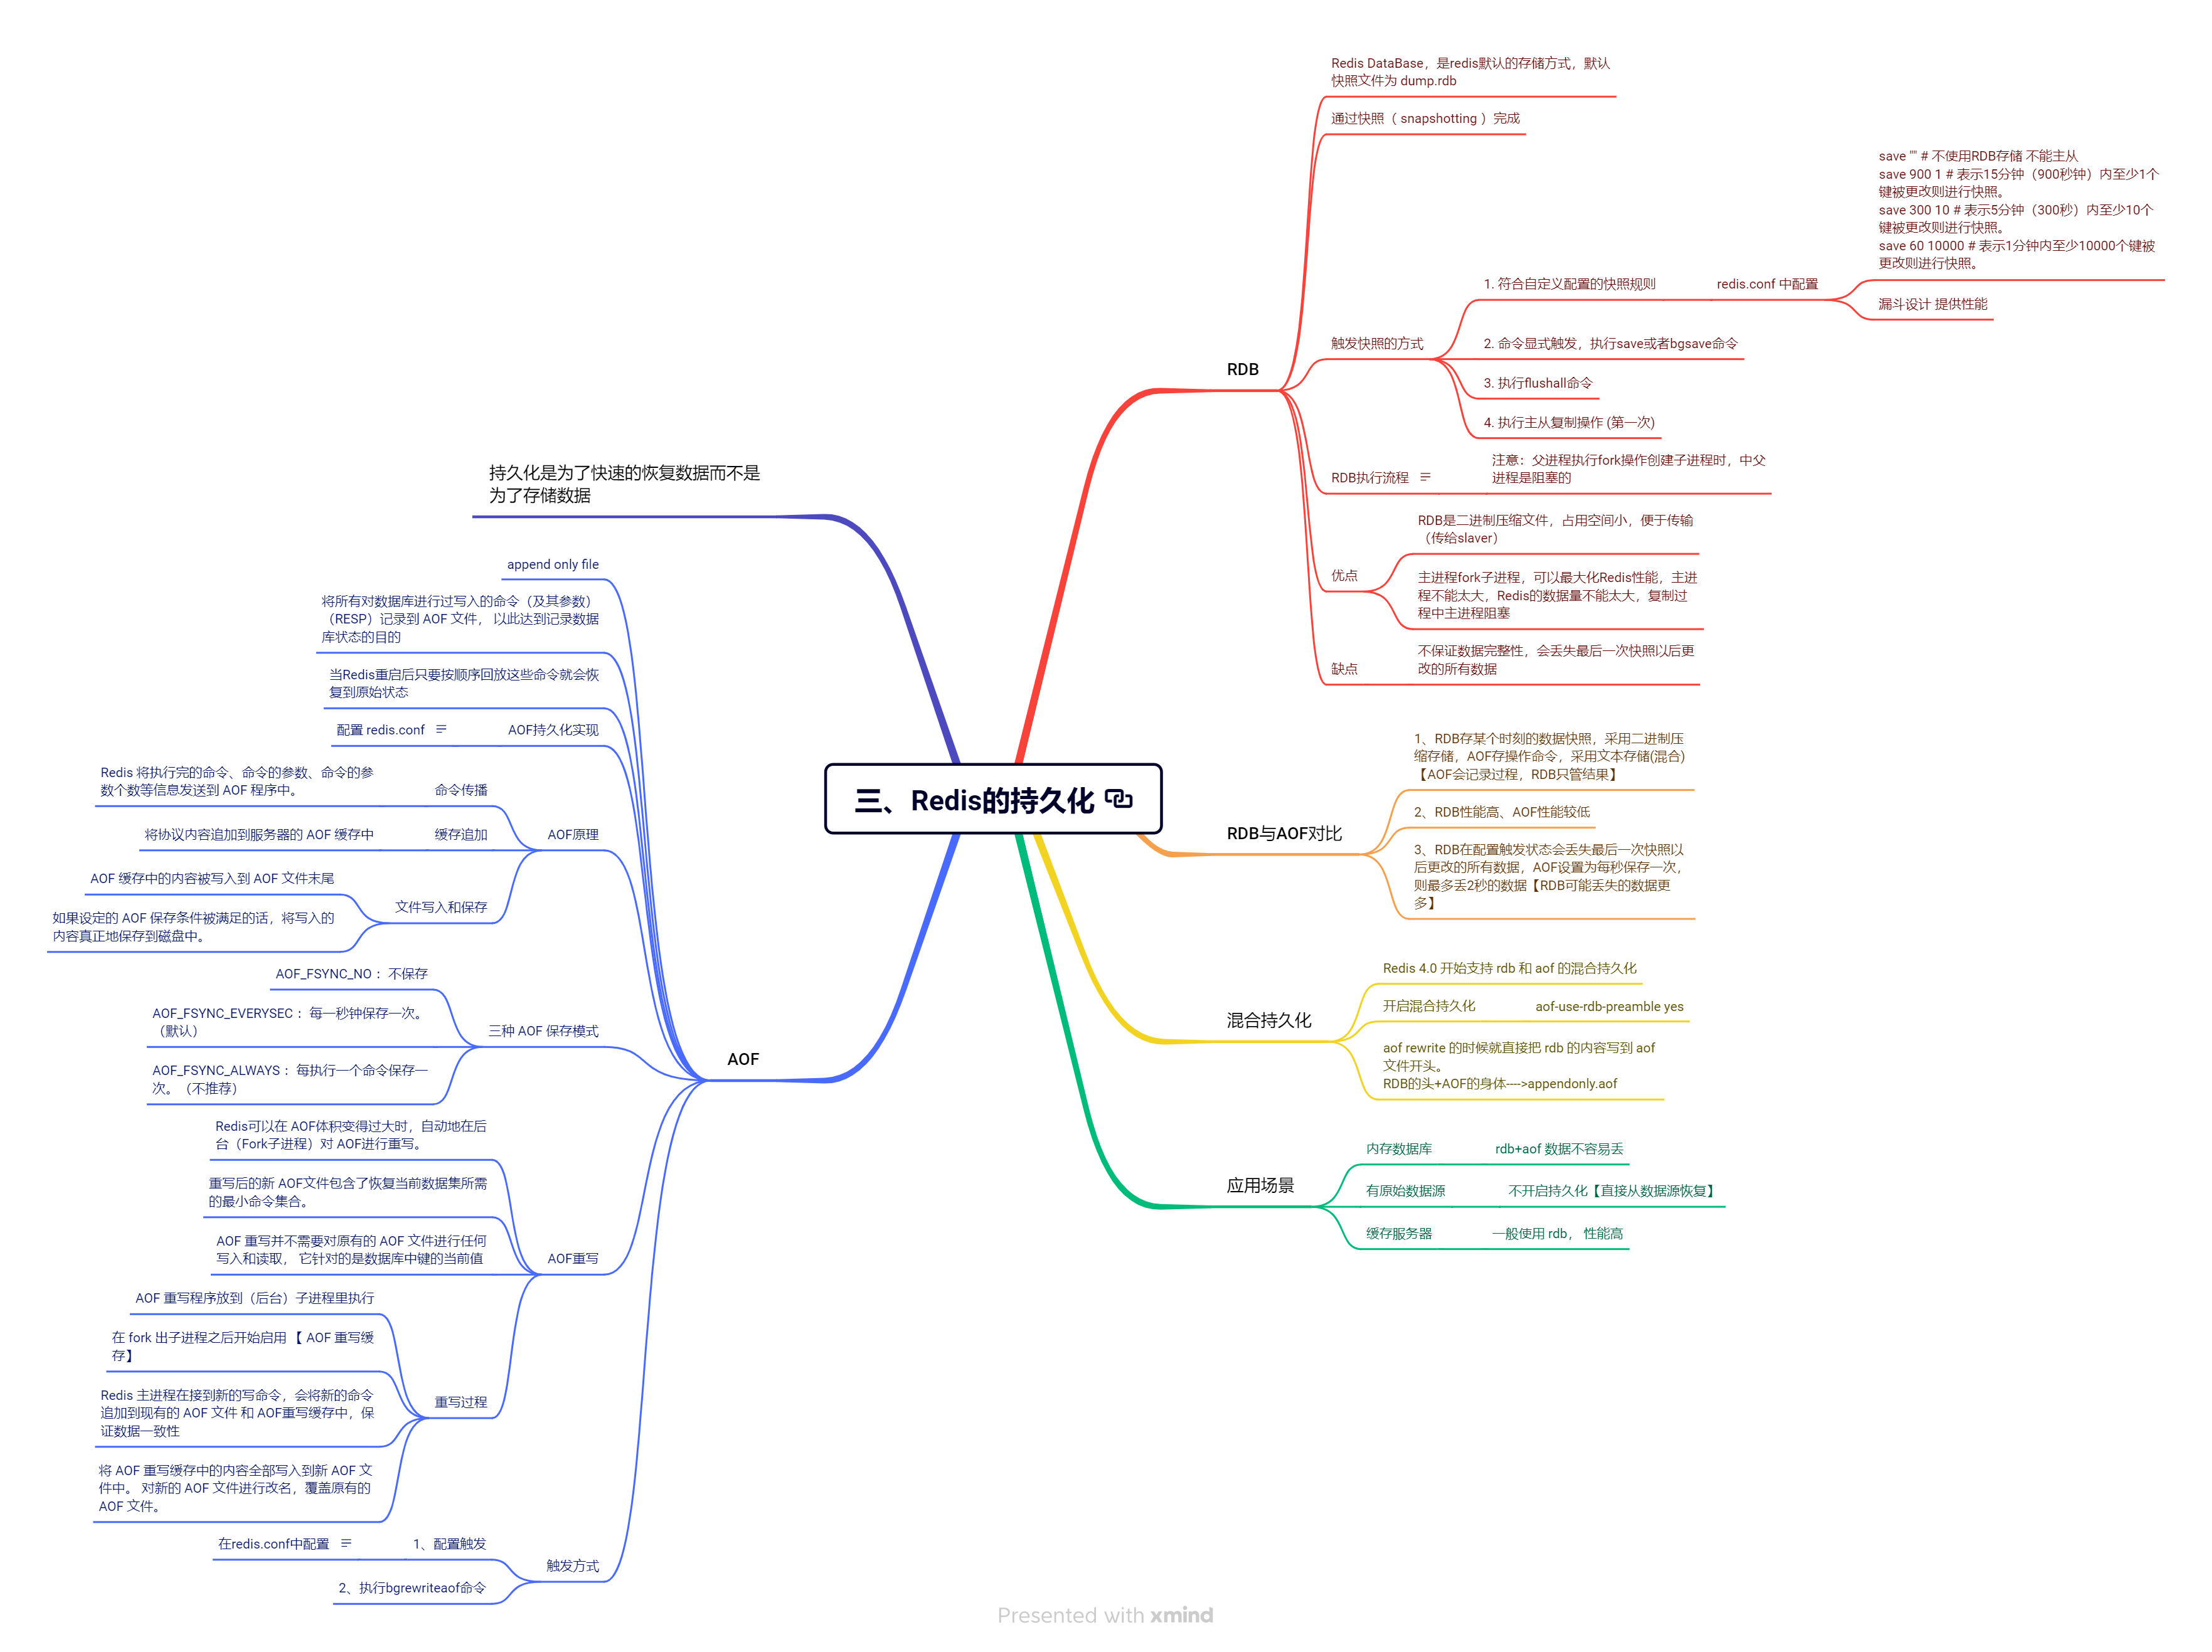 三、Redis的持久化
RDB
Redis DataBase，是redis默认的存储方式，默认
快照文件为 dump.rdb
通过快照（ snapshotting ）完成
触发快照的方式
1. 符合自定义配置的快照规则
redis.conf 中配置
save "" # 不使用RDB存储 不能主从
save 900 1 # 表示15分钟（900秒钟）内至少1个
键被更改则进行快照。
save 300 10 # 表示5分钟（300秒）内至少10个
键被更改则进行快照。
save 60 10000 # 表示1分钟内至少10000个键被
更改则进行快照。
漏斗设计 提供性能
2. 命令显式触发，执行save或者bgsave命令
3. 执行flushall命令
4. 执行主从复制操作 (第一次)
RDB执行流程
注意：父进程执行fork操作创建子进程时，中父
进程是阻塞的
优点
RDB是二进制压缩文件，占用空间小，便于传输
（传给slaver）
主进程fork子进程，可以最大化Redis性能，主进
程不能太大，Redis的数据量不能太大，复制过
程中主进程阻塞
缺点
不保证数据完整性，会丢失最后一次快照以后更
改的所有数据
RDB与AOF对比
1、RDB存某个时刻的数据快照，采用二进制压
缩存储，AOF存操作命令，采用文本存储(混合)
【AOF会记录过程，RDB只管结果】
2、RDB性能高、AOF性能较低
3、RDB在配置触发状态会丢失最后一次快照以
后更改的所有数据，AOF设置为每秒保存一次，
则最多丢2秒的数据【RDB可能丢失的数据更
多】
混合持久化
Redis 4.0 开始支持 rdb 和 aof 的混合持久化
开启混合持久化
aof-use-rdb-preamble yes
aof rewrite 的时候就直接把 rdb 的内容写到 aof
文件开头。
RDB的头+AOF的身体---->appendonly.aof
应用场景
内存数据库
rdb+aof 数据不容易丢
有原始数据源
不开启持久化【直接从数据源恢复】
缓存服务器
一般使用 rdb， 性能高
持久化是为了快速的恢复数据而不是
为了存储数据
AOF
append only file
将所有对数据库进行过写入的命令（及其参数）
（RESP）记录到 AOF 文件， 以此达到记录数据
库状态的目的
当Redis重启后只要按顺序回放这些命令就会恢
复到原始状态
AOF持久化实现
配置 redis.conf
AOF原理
命令传播
Redis 将执行完的命令、命令的参数、命令的参
数个数等信息发送到 AOF 程序中。
缓存追加
将协议内容追加到服务器的 AOF 缓存中
文件写入和保存
AOF 缓存中的内容被写入到 AOF 文件末尾
如果设定的 AOF 保存条件被满足的话，将写入的
内容真正地保存到磁盘中。
三种 AOF 保存模式
AOF_FSYNC_NO ：不保存
AOF_FSYNC_EVERYSEC ：每一秒钟保存一次。
（默认）
AOF_FSYNC_ALWAYS ：每执行一个命令保存一
次。（不推荐）
AOF重写
Redis可以在 AOF体积变得过大时，自动地在后
台（Fork子进程）对 AOF进行重写。
重写后的新 AOF文件包含了恢复当前数据集所需
的最小命令集合。
AOF 重写并不需要对原有的 AOF 文件进行任何
写入和读取， 它针对的是数据库中键的当前值
重写过程
AOF 重写程序放到（后台）子进程里执行
在 fork 出子进程之后开始启用 【 AOF 重写缓
存】
Redis 主进程在接到新的写命令，会将新的命令
追加到现有的 AOF 文件 和 AOF重写缓存中，保
证数据一致性
将 AOF 重写缓存中的内容全部写入到新 AOF 文
件中。 对新的 AOF 文件进行改名，覆盖原有的
AOF 文件。
触发方式
1、配置触发
在redis.conf中配置
2、执行bgrewriteaof命令
Presented with xmind